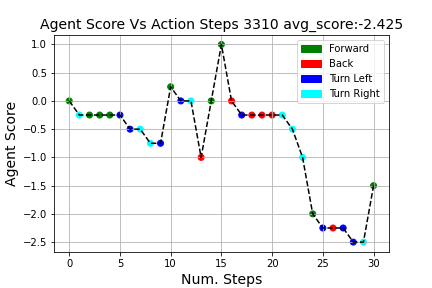 Agent Score Vs Action Steps 3310 avg_score:-2.425
Agent Score
1.0
0.5
0.0
−0.5
−1.0
−1.5
−2.0
−2.5
Forward
Back
Turn Left
Turn Right
0 5 10 15 20 25 30
Num. Steps